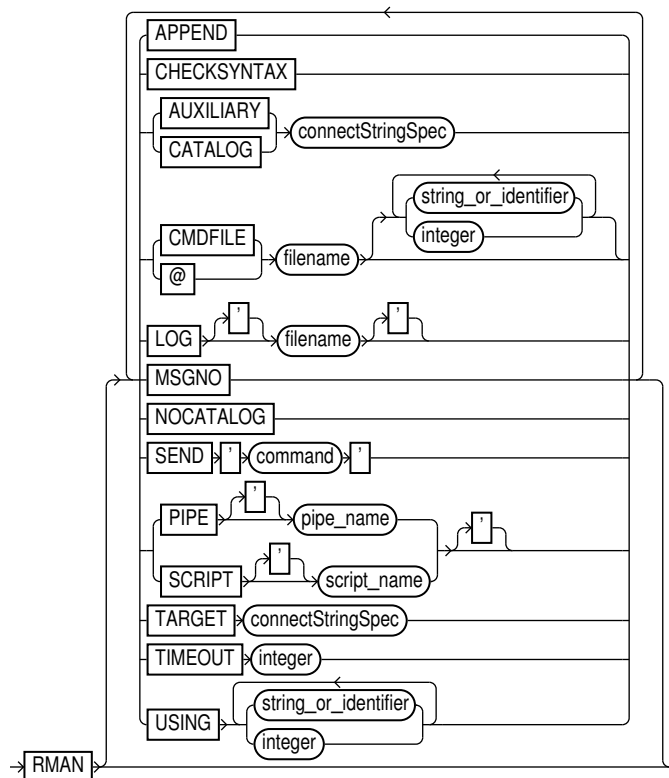 APPEND
CHECKSYNTAX
AUXILIARY
CATALOG
connectStringSpec
CMDFILE
@
filename
string_or_identifier
integer
LOG ' filename '
MSGNO
NOCATALOG
SEND ' command '
PIPE ' pipe_name
SCRIPT ' script_name
'
TARGET connectStringSpec
TIMEOUT integer
USING
string_or_identifier
integer
RMAN